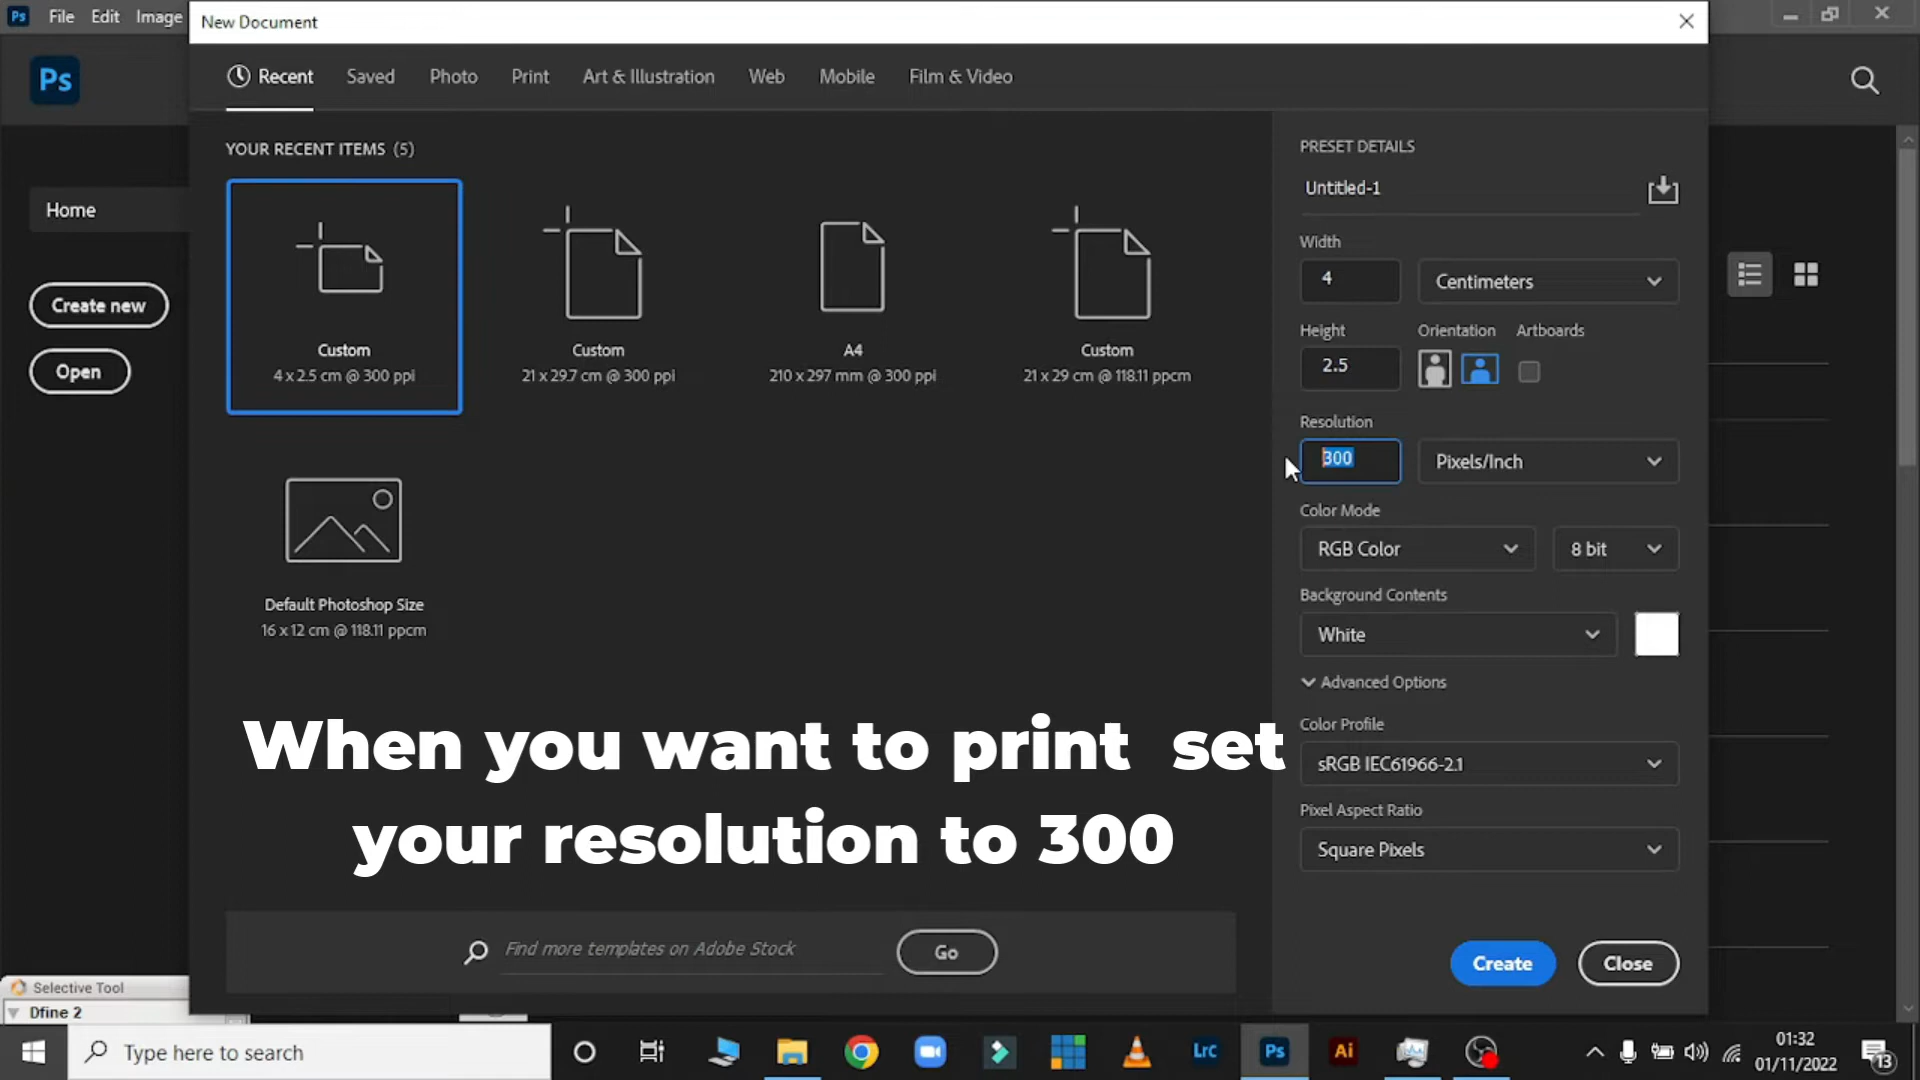 Ps File Edit Image
New Document
Ps
Recent Saved Photo Print Art & Illustration Web Mobile Film & Video
YOUR RECENT ITEMS (5)
Home
Create new
Open
Custom
4 x 2.5 cm @ 300 ppi
Custom
21 x 29.7 cm @ 300 ppi
A4
210 x 297 mm @ 300 ppi
Custom
21 x 29 cm @ 118.11 ppcm
Default Photoshop Size
16 x 12 cm @ 118.11 ppcm
PRESET DETAILS
Untitled-1
Width
4 Centimeters
Height Orientation Artboards
2.5
Resolution
300 Pixels/Inch
Color Mode
RGB Color 8 bit
Background Contents
White
Advanced Options
Color Profile
sRGB IEC61966-2.1
Pixel Aspect Ratio
Square Pixels
When you want to print set
your resolution to 300
Find more templates on Adobe Stock Go
Create Close
Selective Tool
Dfine 2
Type here to search
Lrc Ps Ai
01:32
01/11/2022
13